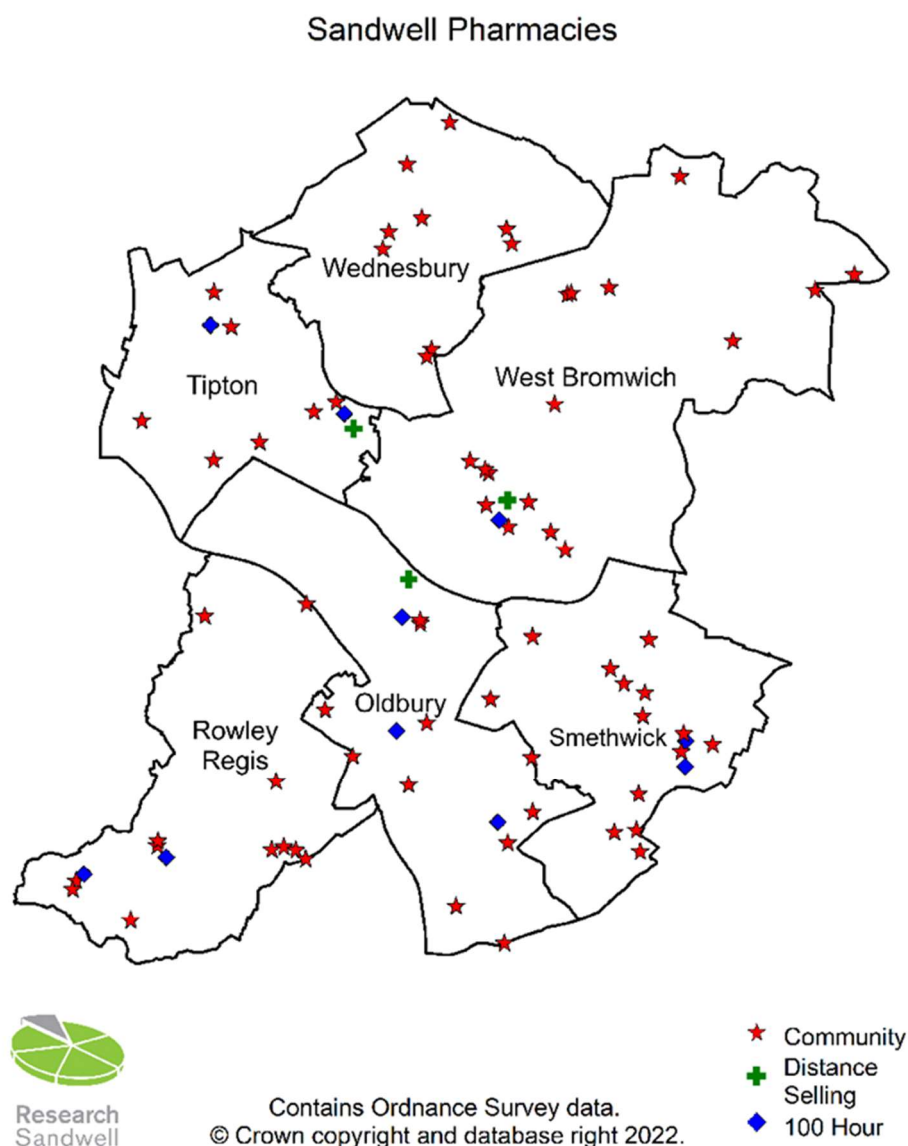 Sandwell Pharmacies
Wednesbury
Tipton
West Bromwich
Oldbury
Rowley
Regis
Smethwick
Community
Distance
Selling
100 Hour
Research
Sandwell
Contains Ordnance Survey data.
© Crown copyright and database right 2022.